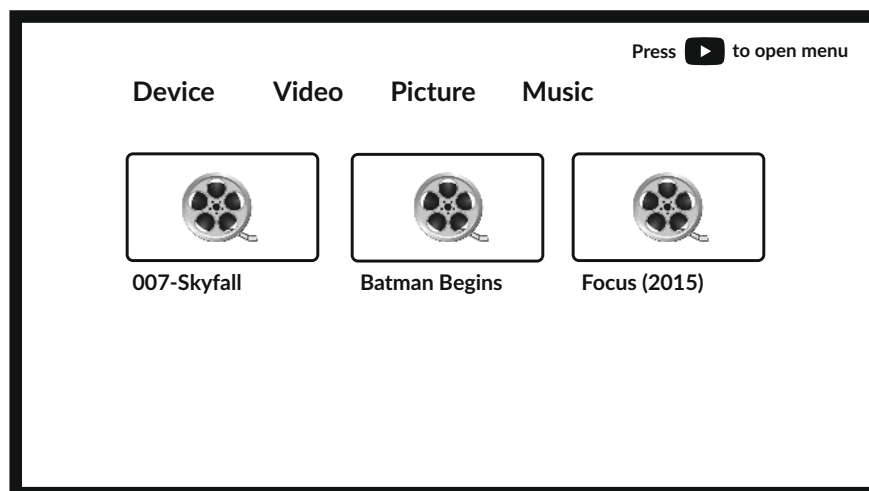 Press to open menu
Device Video Picture Music
007-Skyfall Batman Begins Focus (2015)